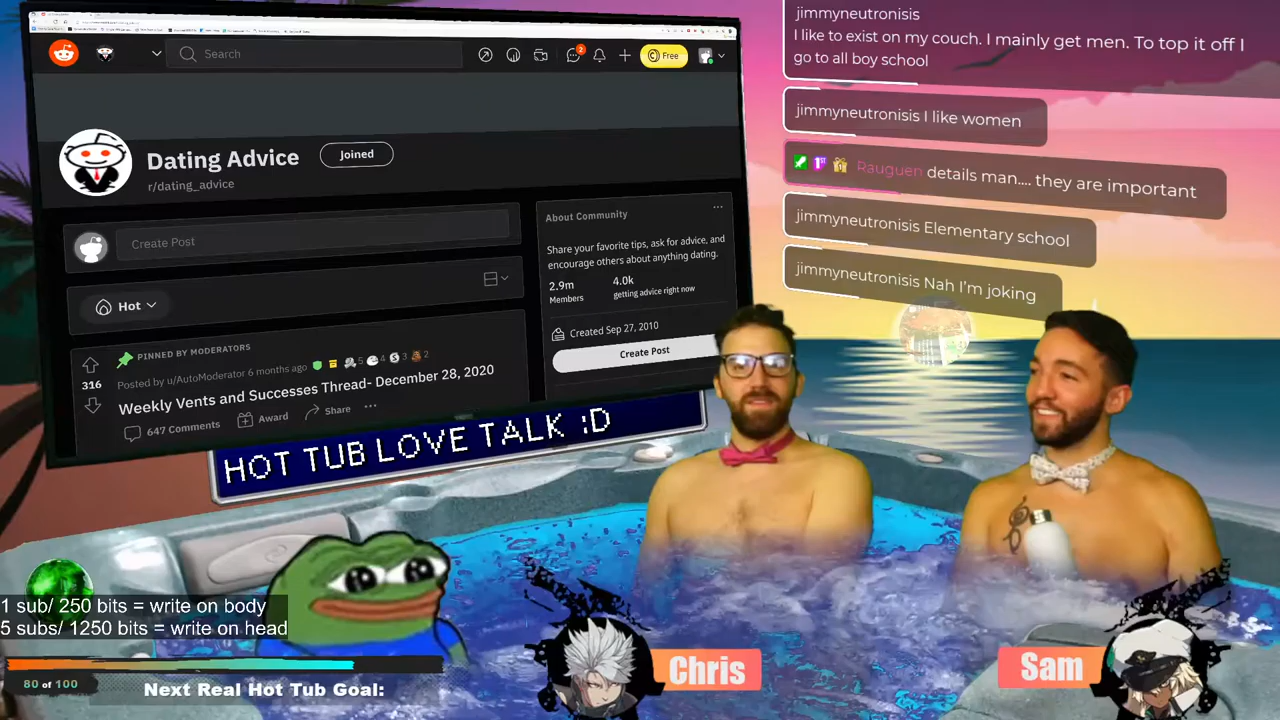 Search
2
Free
Dating Advice
Joined
r/dating_advice
Create Post
Hot
316
PINNED BY MODERATORS
Posted by u/AutoModerator 6 months ago
5 4 3 2
Weekly Vents and Successes Thread- December 28, 2020
647 Comments
Award
Share
About Community
Share your favorite tips, ask for advice, and
encourage others about anything dating.
2.9m
Members
4.0k
getting advice right now
Created Sep 27, 2010
Create Post
HOT TUB LOVE TALK :D
jimmyneutronisis
I like to exist on my couch. I mainly get men. To top it off I
go to all boy school
jimmyneutronisis I like women
Rauguen details man.... they are important
jimmyneutronisis Elementary school
jimmyneutronisis Nah I'm joking
1 sub/ 250 bits = write on body
5 subs/ 1250 bits = write on head
80 of 100
Next Real Hot Tub Goal:
Chris
Sam